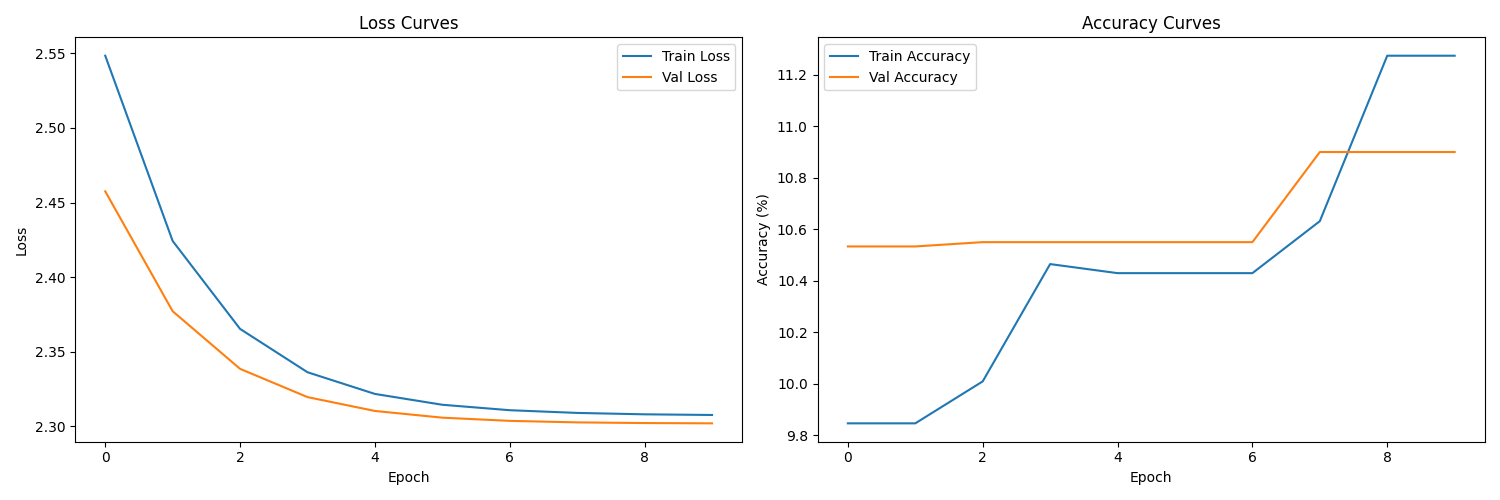 Loss Curves
Train Loss
Val Loss
2.55
2.50
2.45
2.40
2.35
2.30
Loss
0 2 4 6 8
Epoch
Accuracy Curves
Train Accuracy
Val Accuracy
11.2
11.0
10.8
10.6
10.4
10.2
10.0
9.8
Accuracy (%)
0 2 4 6 8
Epoch